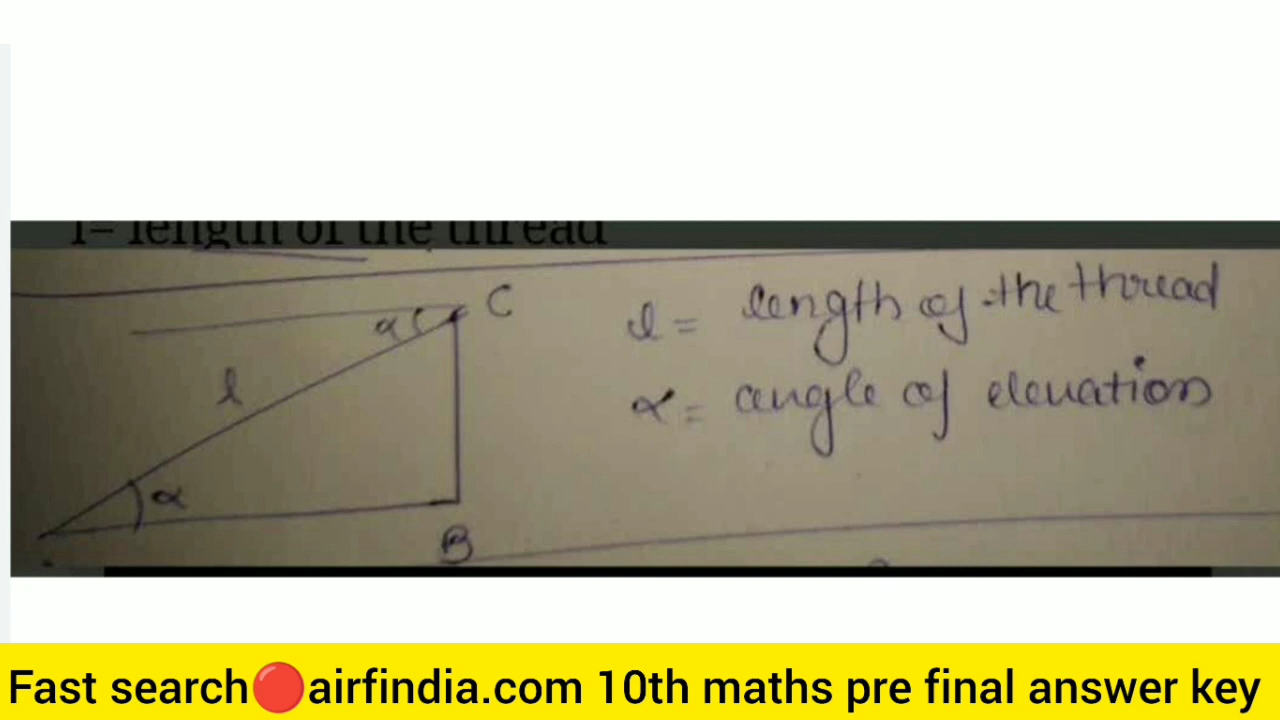 l= length of the thread
C
α
l = length of the thread
l
α = angle of elevation
α
B
Fast search🔴airfindia.com 10th maths pre final answer key